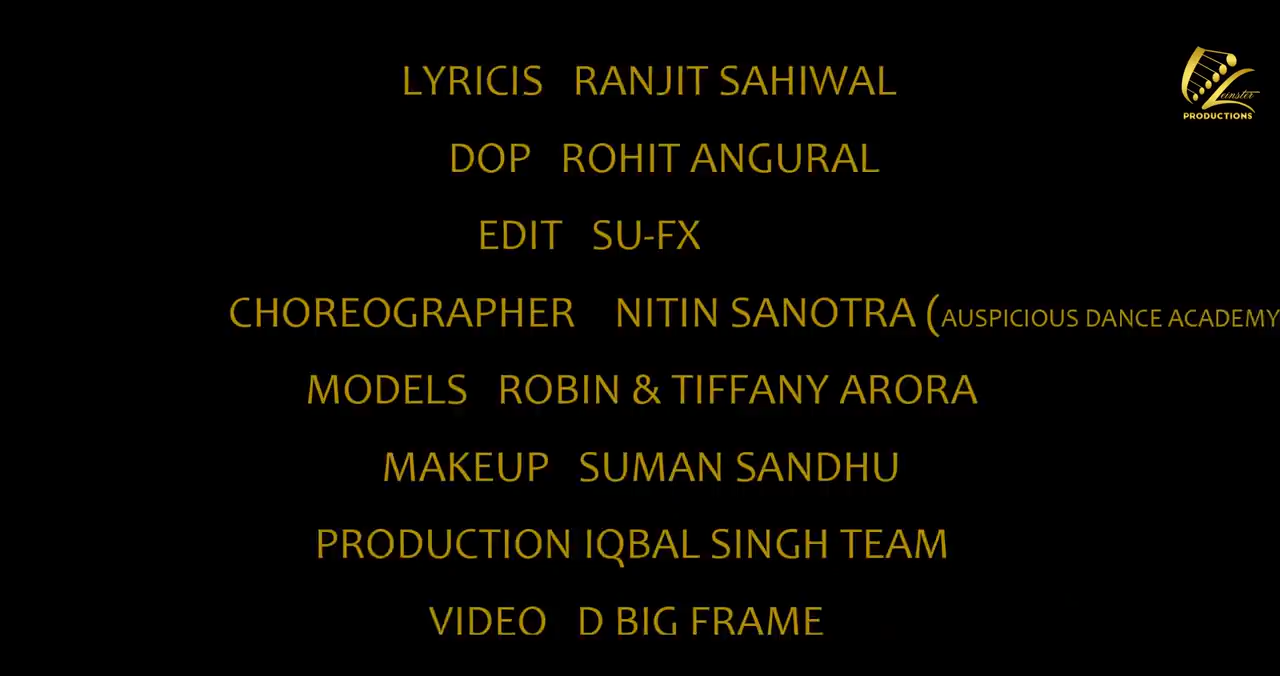 LYRICIS RANJIT SAHIWAL
DOP ROHIT ANGURAL
EDIT SU-FX
CHOREOGRAPHER NITIN SANOTRA (AUSPICIOUS DANCE ACADEMY
MODELS ROBIN & TIFFANY ARORA
MAKEUP SUMAN SANDHU
PRODUCTION IQBAL SINGH TEAM
VIDEO D BIG FRAME
Leinster
PRODUCTIONS